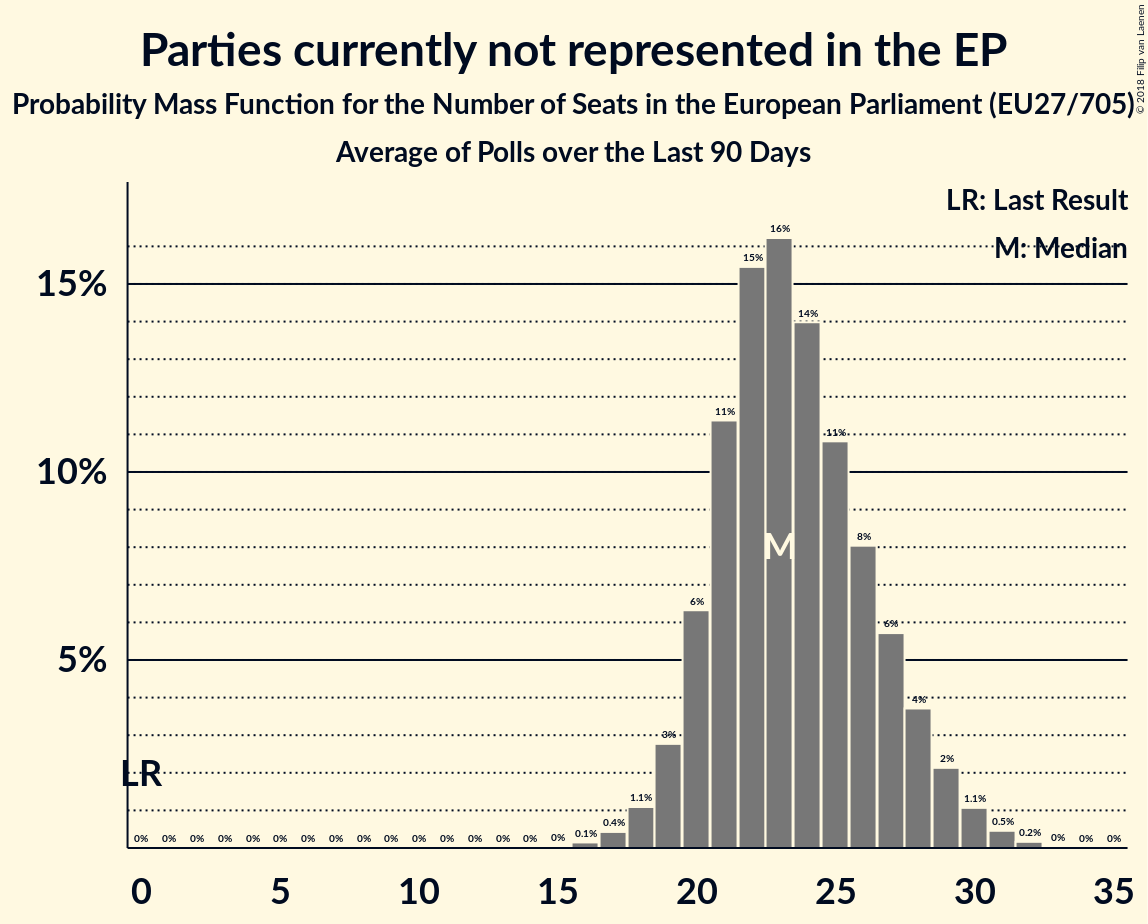 Parties currently not represented in the EP
Probability Mass Function for the Number of Seats in the European Parliament (EU27/705)
Average of Polls over the Last 90 Days
© 2018 Filip van Laenen
LR: Last Result
M: Median
15%
10%
5%
0% 0% 0% 0% 0% 0% 0% 0% 0% 0% 0% 0% 0% 0% 0% 0% 0.1% 0.4% 1.1% 3% 6% 11% 15% 16% 14% 11% 8% 6% 4% 2% 1.1% 0.5% 0.2% 0% 0% 0%
M
LR
0 5 10 15 20 25 30 35